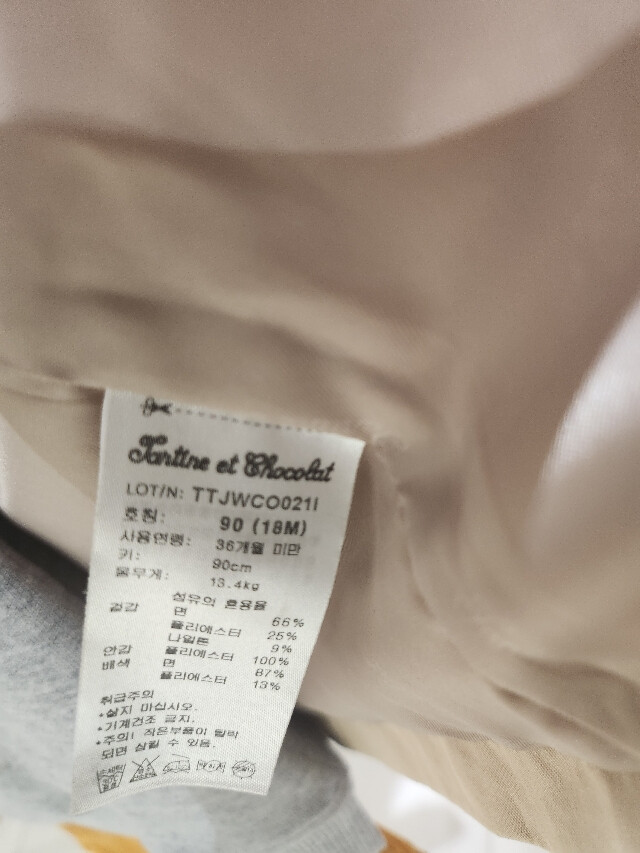 Tartine et Chocolat
LOT/N: TTJWCO021I
호칭: 90 (18M)
사용연령: 36개월 미만
키: 90cm
몸무게: 13.4kg
섬유의 혼용율
겉감 면 66%
폴리에스터 25%
나일론 9%
안감 폴리에스터 100%
배색 면 87%
폴리에스터 13%
취급주의
•삶지 마십시오.
•기계건조 금지.
•주의! 작은부품이 탈락
되면 삼킬 수 있음.